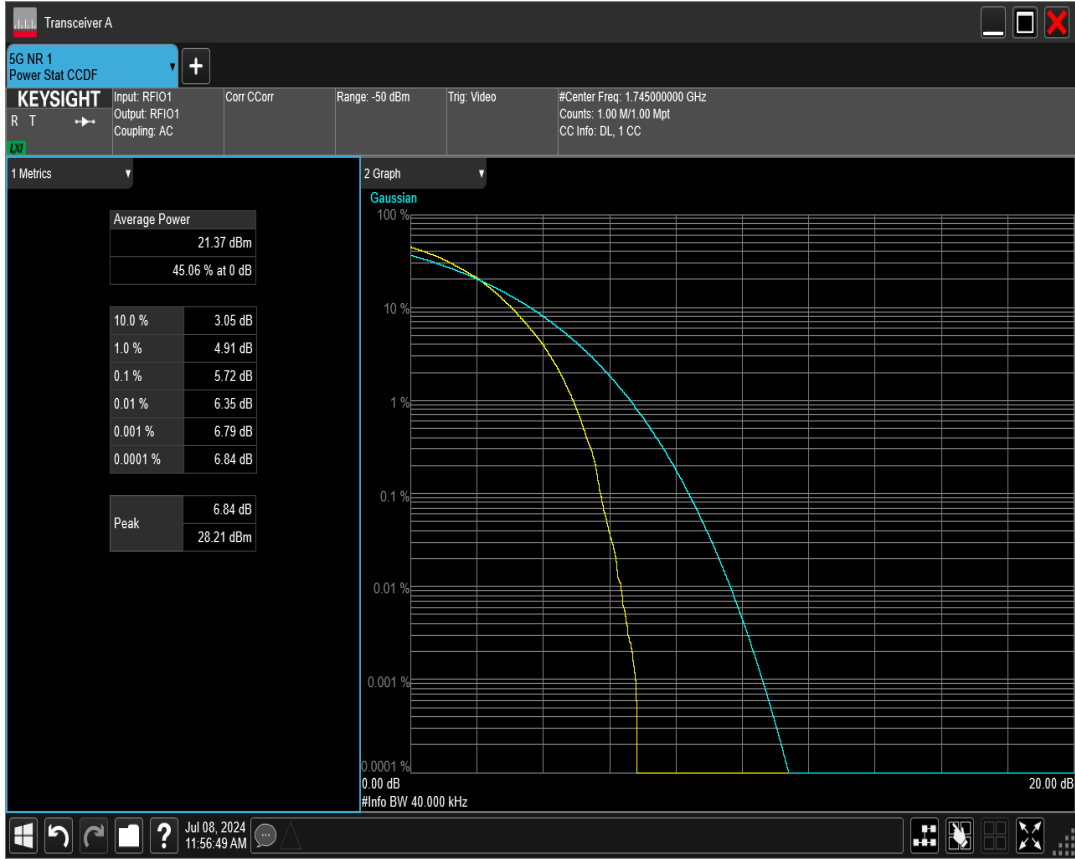 Transceiver A
5G NR 1
Power Stat CCDF
KEYSIGHT
R T
LXI
Input: RFIO1
Output: RFIO1
Coupling: AC
Corr CCorr
Range: -50 dBm
Trig: Video
#Center Freq: 1.745000000 GHz
Counts: 1.00 M/1.00 Mpt
CC Info: DL, 1 CC
1 Metrics
Average Power
21.37 dBm
45.06 % at 0 dB
10.0 % 3.05 dB
1.0 % 4.91 dB
0.1 % 5.72 dB
0.01 % 6.35 dB
0.001 % 6.79 dB
0.0001 % 6.84 dB
Peak
6.84 dB
28.21 dBm
2 Graph
Gaussian
100 %
10 %
1 %
0.1 %
0.01 %
0.001 %
0.0001 %
0.00 dB 20.00 dB
#Info BW 40.000 kHz
Jul 08, 2024
11:56:49 AM